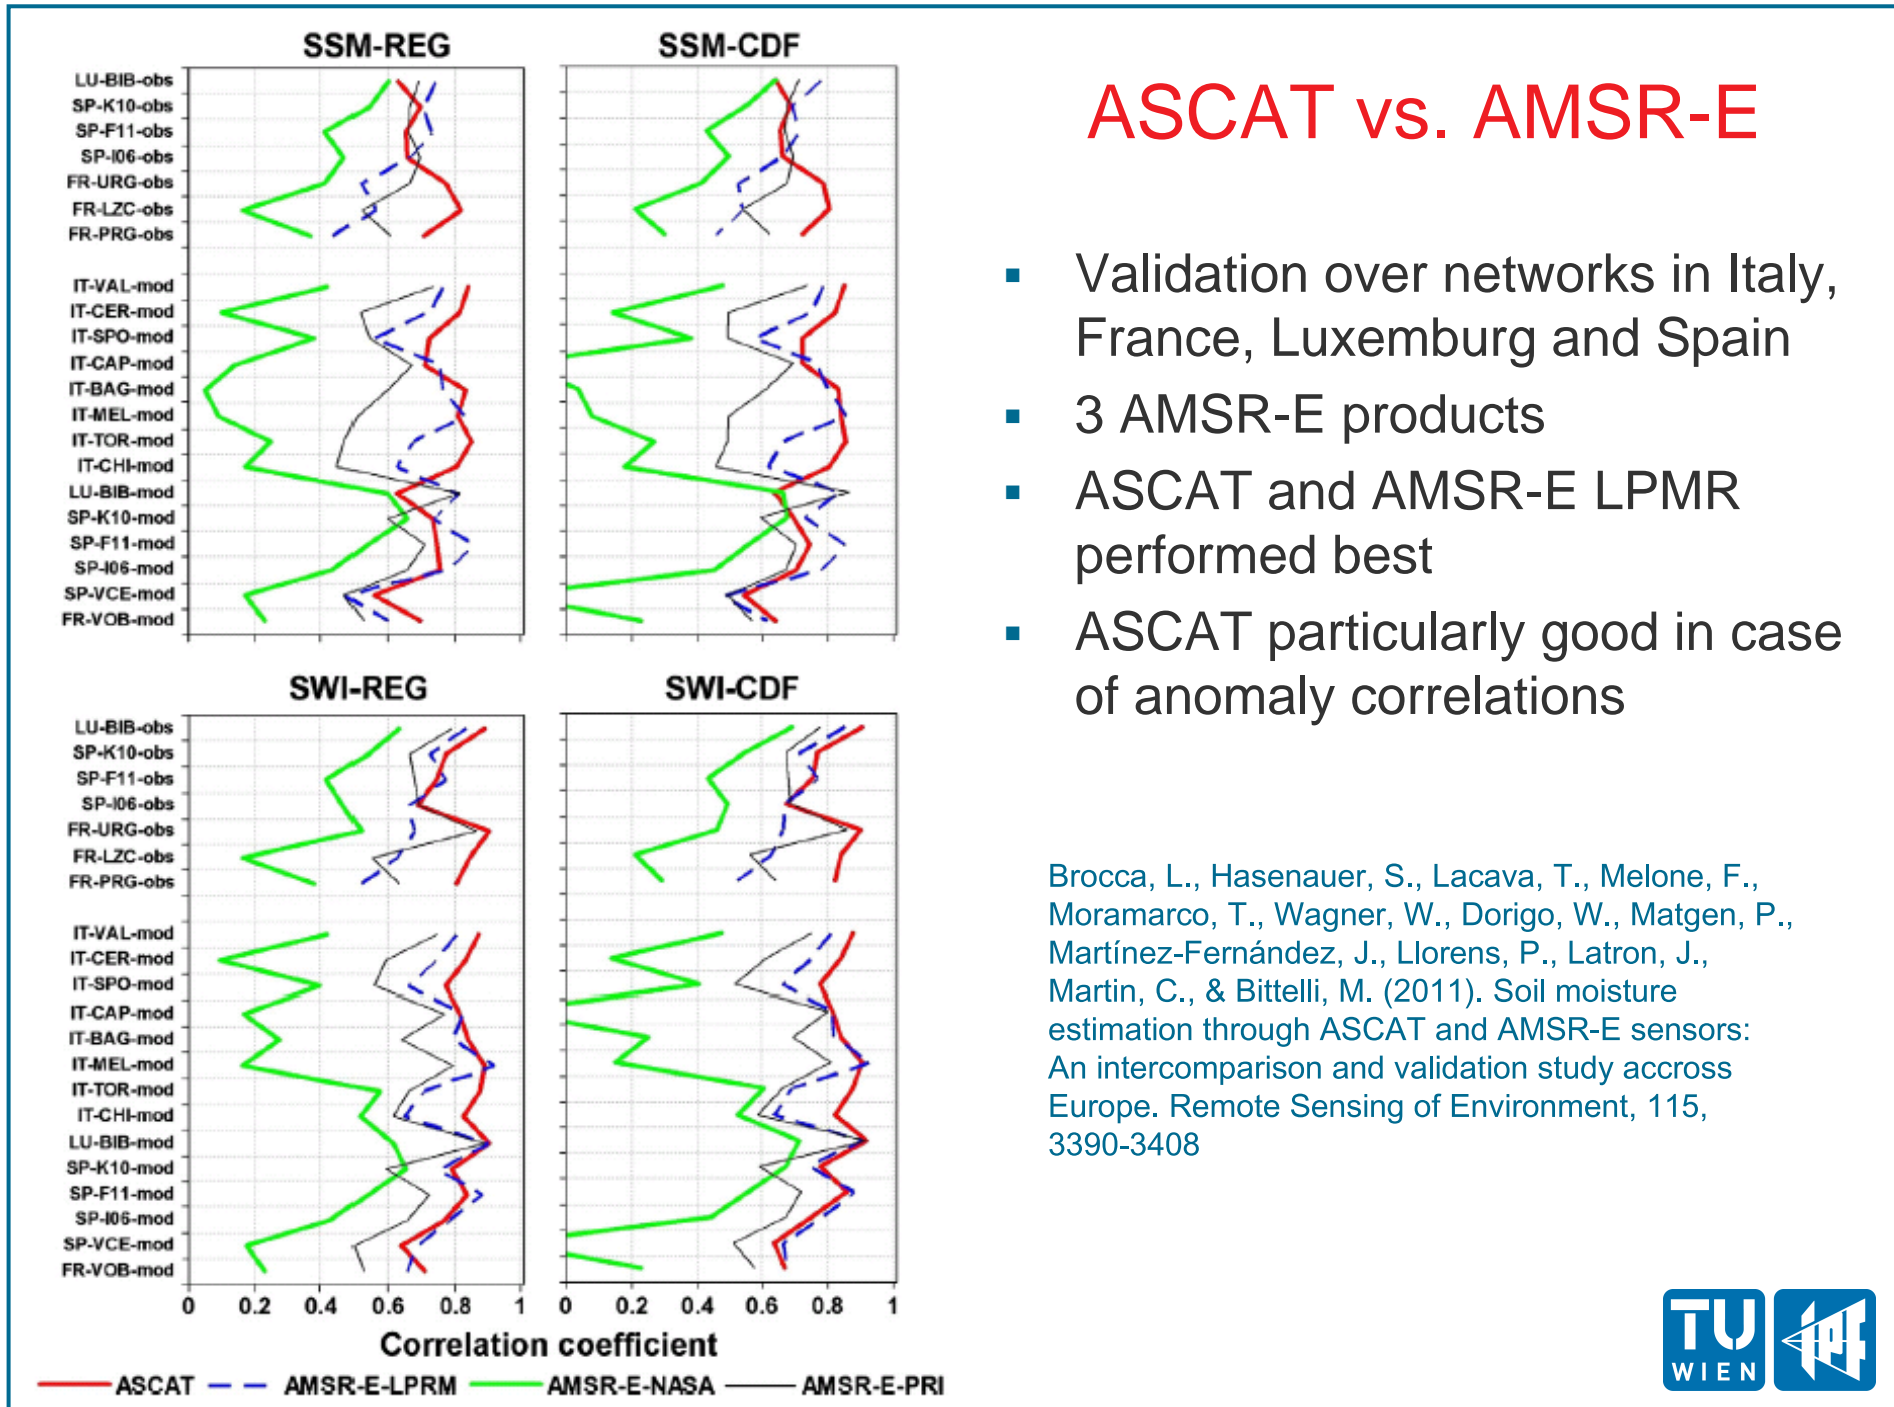 SSM-REG
SSM-CDF
LU-BIB-obs
SP-K10-obs
SP-F11-obs
SP-I06-obs
FR-URG-obs
FR-LZC-obs
FR-PRG-obs
IT-VAL-mod
IT-CER-mod
IT-SPO-mod
IT-CAP-mod
IT-BAG-mod
IT-MEL-mod
IT-TOR-mod
IT-CHI-mod
LU-BIB-mod
SP-K10-mod
SP-F11-mod
SP-I06-mod
SP-VCE-mod
FR-VOB-mod
SWI-REG
SWI-CDF
LU-BIB-obs
SP-K10-obs
SP-F11-obs
SP-I06-obs
FR-URG-obs
FR-LZC-obs
FR-PRG-obs
IT-VAL-mod
IT-CER-mod
IT-SPO-mod
IT-CAP-mod
IT-BAG-mod
IT-MEL-mod
IT-TOR-mod
IT-CHI-mod
LU-BIB-mod
SP-K10-mod
SP-F11-mod
SP-I06-mod
SP-VCE-mod
FR-VOB-mod
0 0.2 0.4 0.6 0.8 1
0 0.2 0.4 0.6 0.8 1
Correlation coefficient
ASCAT AMSR-E-LPRM AMSR-E-NASA AMSR-E-PRI
ASCAT vs. AMSR-E
▪ Validation over networks in Italy,
France, Luxemburg and Spain
▪ 3 AMSR-E products
▪ ASCAT and AMSR-E LPMR
performed best
▪ ASCAT particularly good in case
of anomaly correlations
Brocca, L., Hasenauer, S., Lacava, T., Melone, F.,
Moramarco, T., Wagner, W., Dorigo, W., Matgen, P.,
Martínez-Fernández, J., Llorens, P., Latron, J.,
Martin, C., & Bittelli, M. (2011). Soil moisture
estimation through ASCAT and AMSR-E sensors:
An intercomparison and validation study accross
Europe. Remote Sensing of Environment, 115,
3390-3408
TU
WIEN